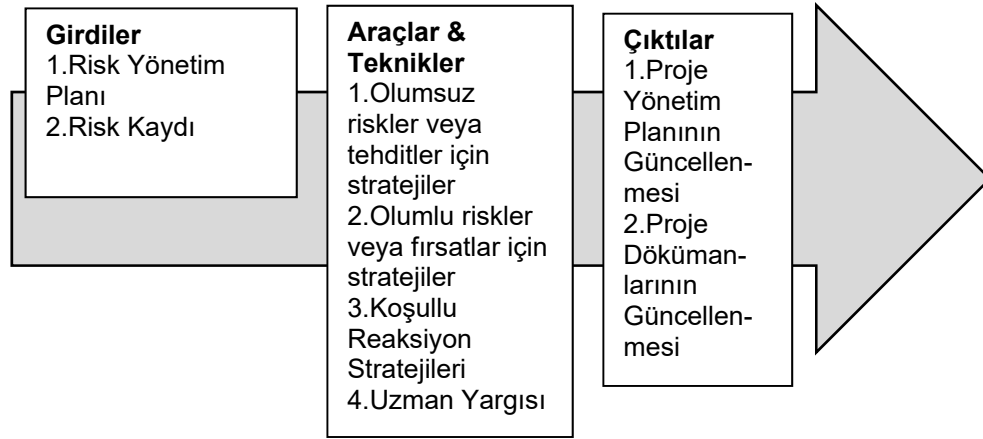 Girdiler
1.Risk Yönetim
Planı
2.Risk Kaydı
Araçlar &
Teknikler
1.Olumsuz
riskler veya
tehditler için
stratejiler
2.Olumlu riskler
veya fırsatlar için
stratejiler
3.Koşullu
Reaksiyon
Stratejileri
4.Uzman Yargısı
Çıktılar
1.Proje
Yönetim
Planının
Güncellen-
mesi
2.Proje
Döküman-
larının
Güncellen-
mesi